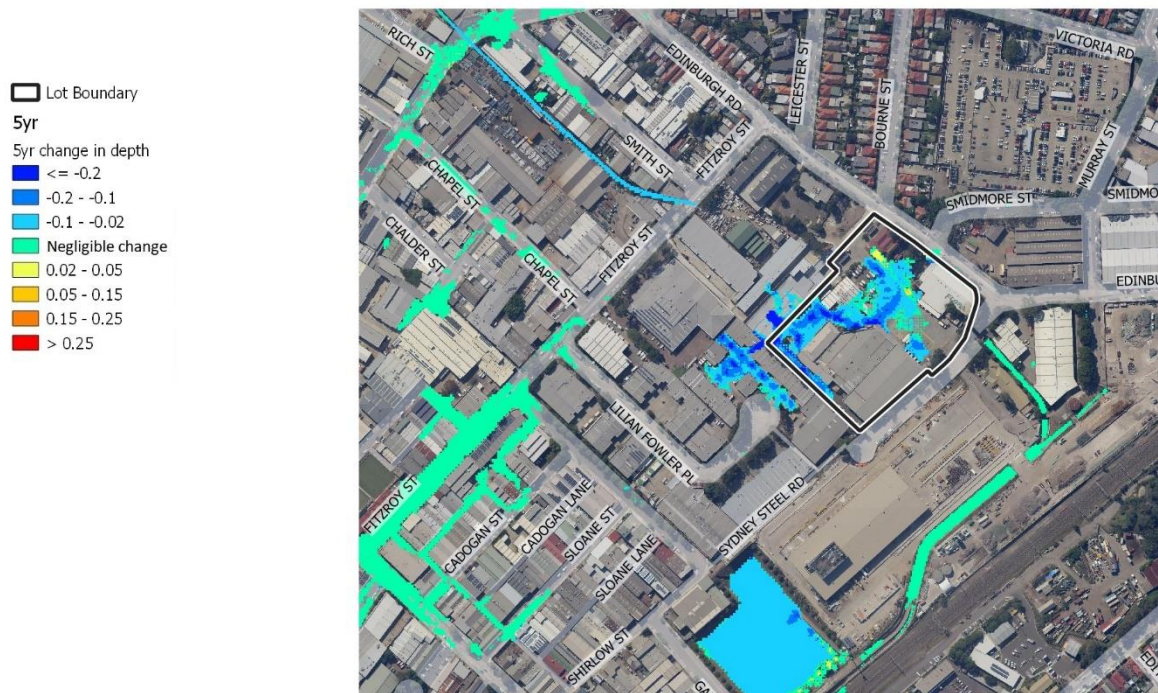 Lot Boundary
5yr
5yr change in depth
<= -0.2
-0.2 - -0.1
-0.1 - -0.02
Negligible change
0.02 - 0.05
0.05 - 0.15
0.15 - 0.25
> 0.25
RICH ST
EDINBURGH RD
LEICESTER ST
VICTORIA RD
BOURNE ST
MURRAY ST
SMITH ST
FITZROY ST
CHAPEL ST
SMIDMORE ST
SMIDMO
CHALDER ST
CHAPEL ST
FITZROY ST
EDINBU
LILIAN FOWLER PL
SYDNEY STEEL RD
FITZROY ST
CADOGAN ST
CADOGAN LANE
SLOANE ST
SLOANE LANE
SHIRLOW ST
GA
EDI